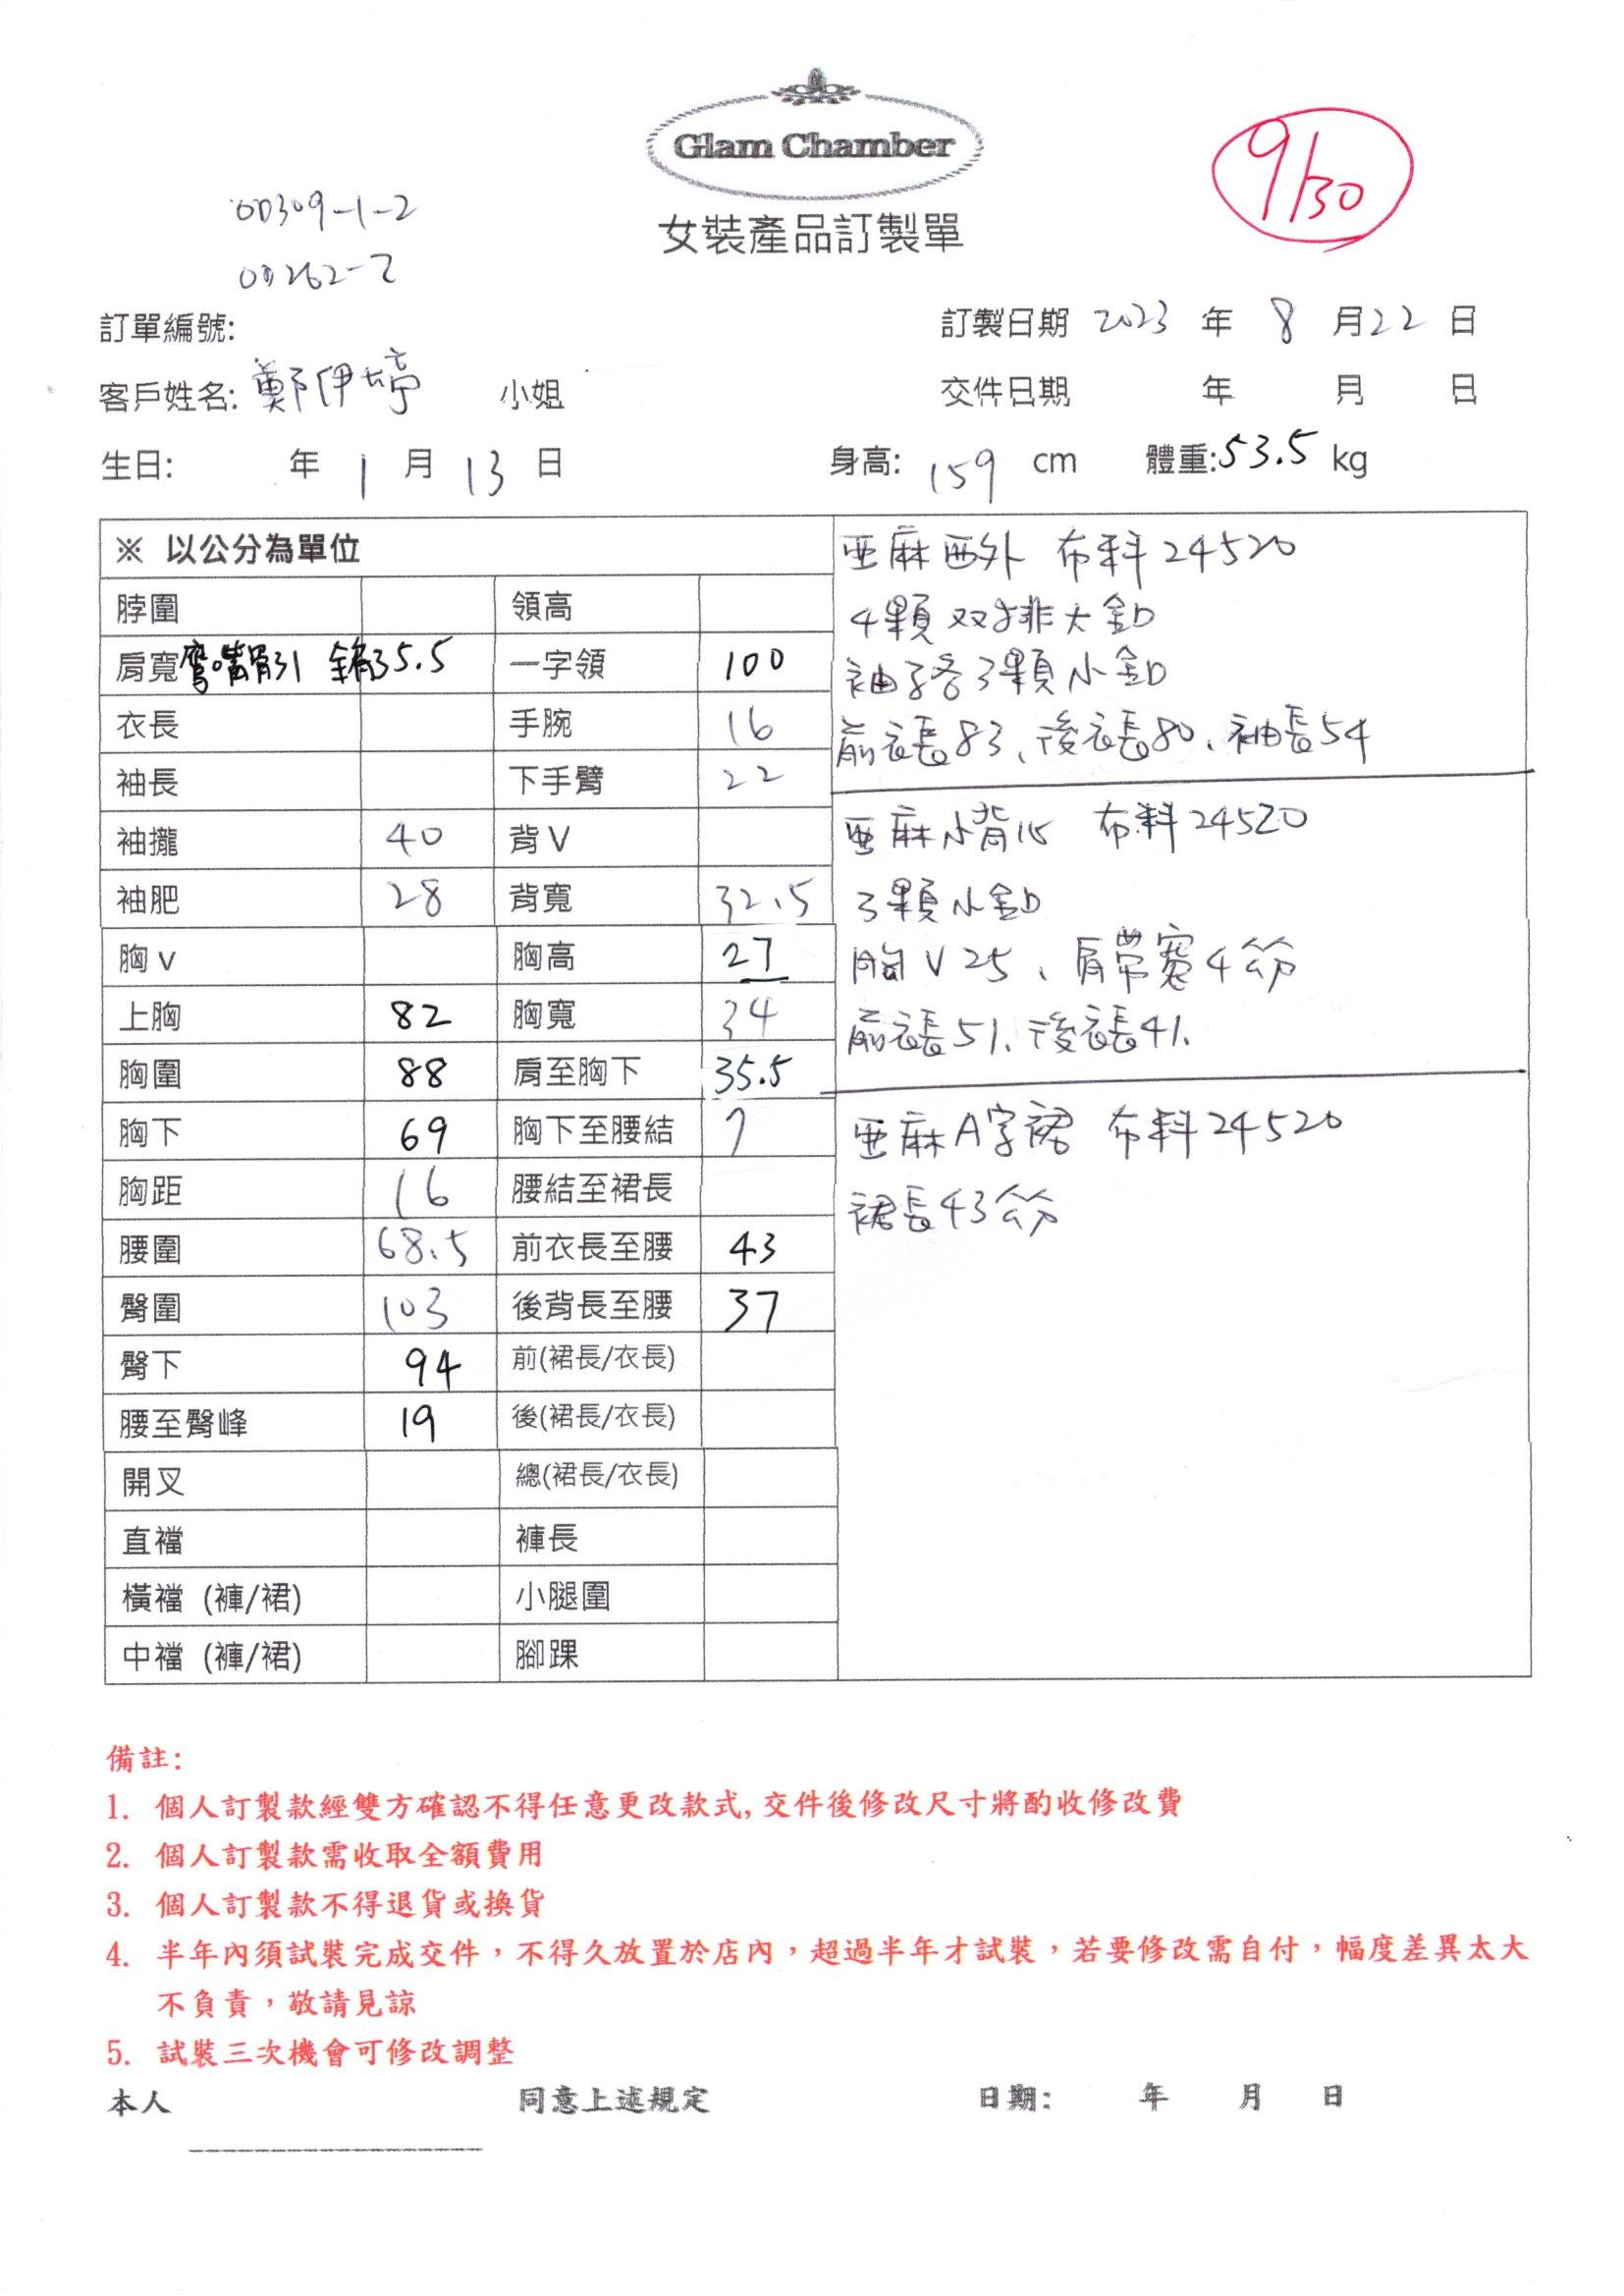 Glam Chamber
9/30
00309-1-2
女裝產品訂製單
00262-2
訂單編號:
訂製日期 2023 年 8 月 22 日
客戶姓名: 鄭伊婷 小姐
交件日期 年 月 日
生日: 年 1 月 13 日
身高: 159 cm 體重: 53.5 kg
※ 以公分為單位
脖圍 領高
肩寬 31 35.5 一字領 100
衣長 手腕 16
袖長 下手臂 22
袖攏 40 背V
袖肥 28 背寬 32.5
胸v 胸高 27
上胸 82 胸寬 34
胸圍 88 肩至胸下 35.5
胸下 69 胸下至腰結 7
胸距 16 腰結至裙長
腰圍 68.5 前衣長至腰 43
臀圍 103 後背長至腰 37
臀下 94 前(裙長/衣長)
腰至臀峰 19 後(裙長/衣長)
開叉 總(裙長/衣長)
直襠 褲長
橫襠 (褲/裙) 小腿圍
中襠 (褲/裙) 腳踝
亜麻西外 布料24520
4顆双排大釦
袖子各3顆小釦
前衣長83、後衣長80、袖長54
亜麻小背心 布料24520
3顆小釦
胸V25、肩帶寬4公分
前衣長51、後衣長41、
亜麻A字裙 布料24520
裙長43公分
備註:
1. 個人訂製款經雙方確認不得任意更改款式,交件後修改尺寸將酌收修改費
2. 個人訂製款需收取全額費用
3. 個人訂製款不得退貨或換貨
4. 半年內須試裝完成交件，不得久放置於店內，超過半年才試裝，若要修改需自付，幅度差異太大
不負責，敬請見諒
5. 試裝三次機會可修改調整
本人 同意上述規定 日期: 年 月 日